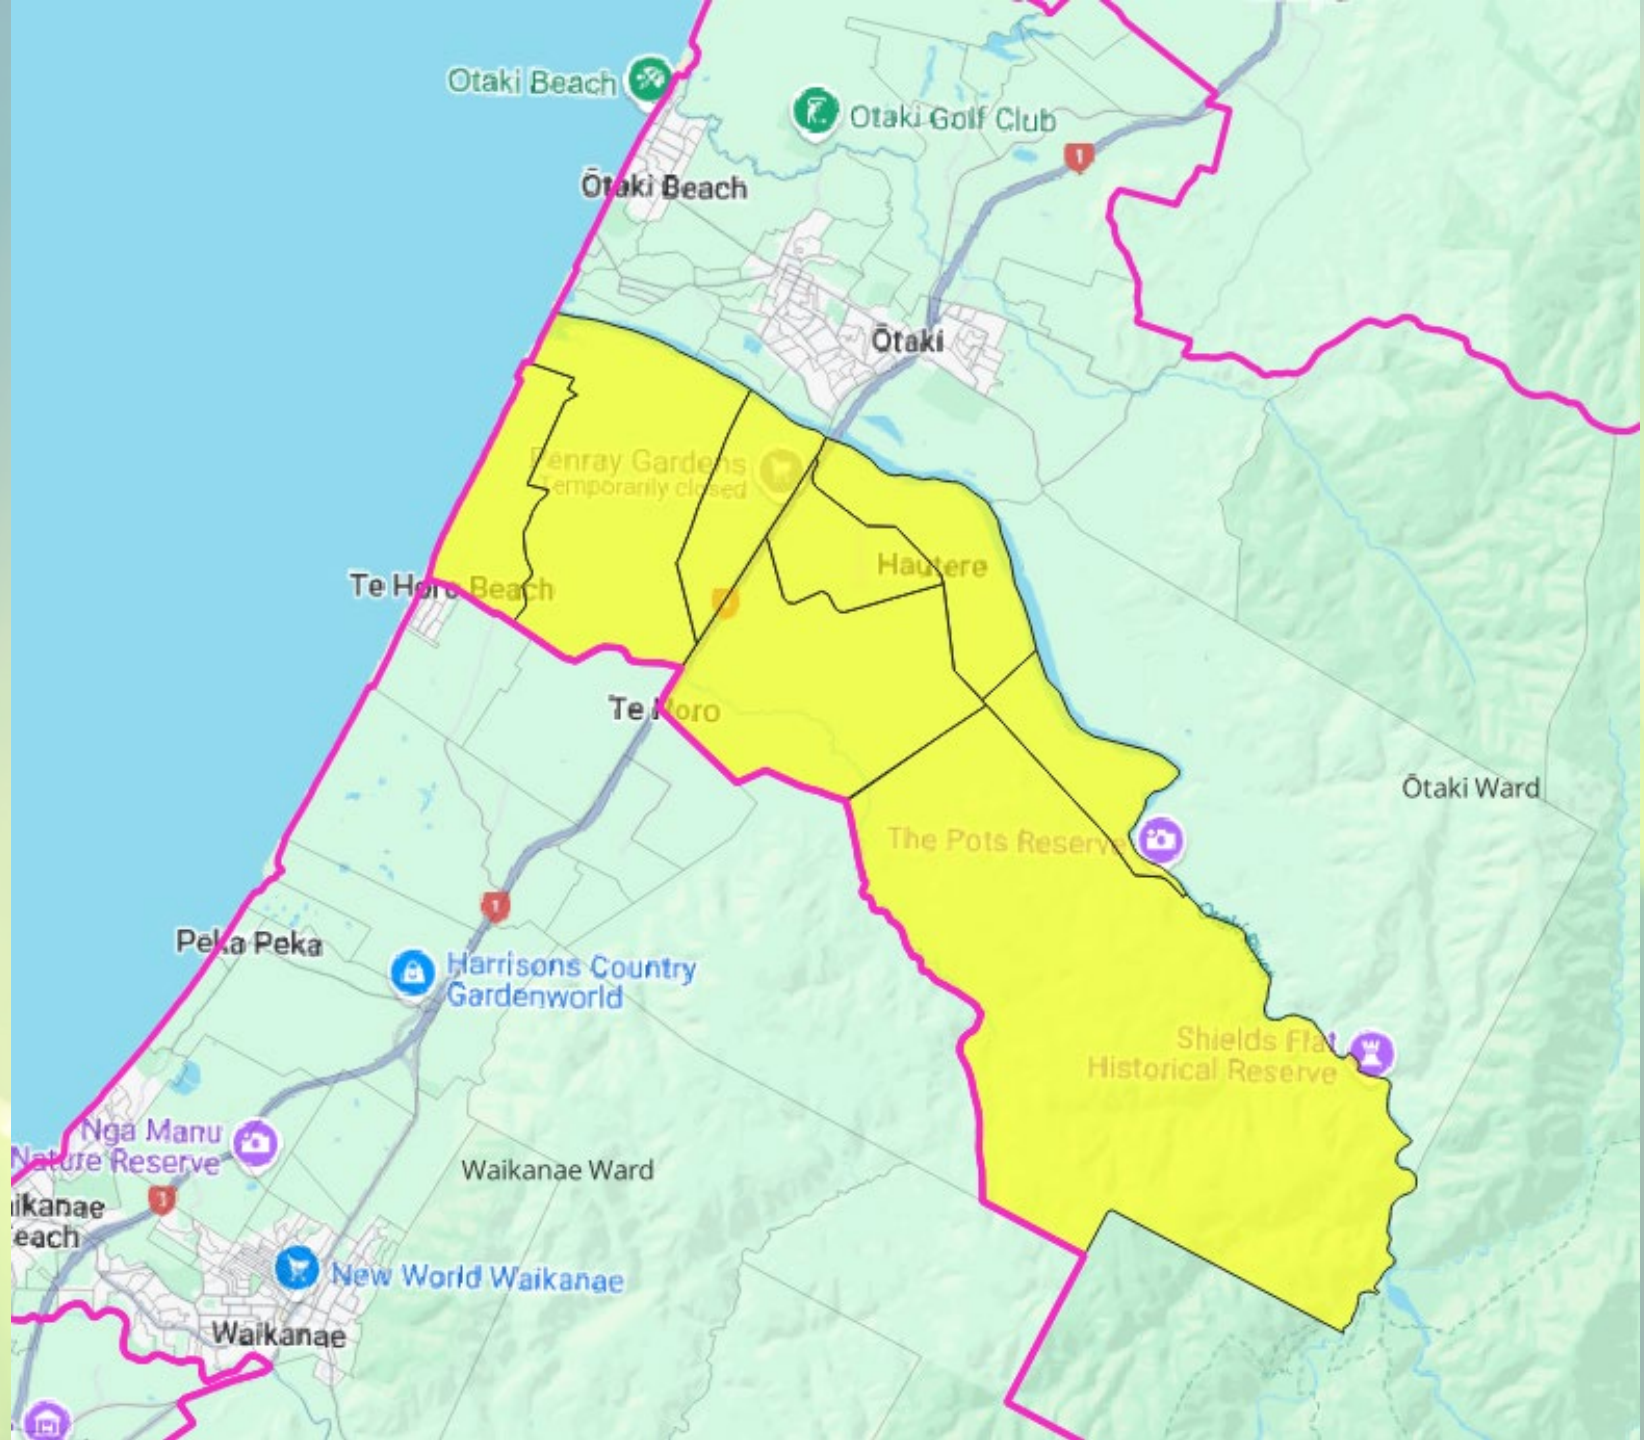 Otaki Beach
Otaki Golf Club
1
Ōtaki Beach
Ōtaki
Penray Gardens
Temporarily closed
Hautere
Te Horo Beach
Te Horo
Ōtaki Ward
The Pots Reserve
1
Otaki River
Peka Peka
Harrisons Country
Gardenworld
Shields Flat
Historical Reserve
Nga Manu
Nature Reserve
Waikanae Ward
1
ikanae
each
New World Waikanae
Waikanae